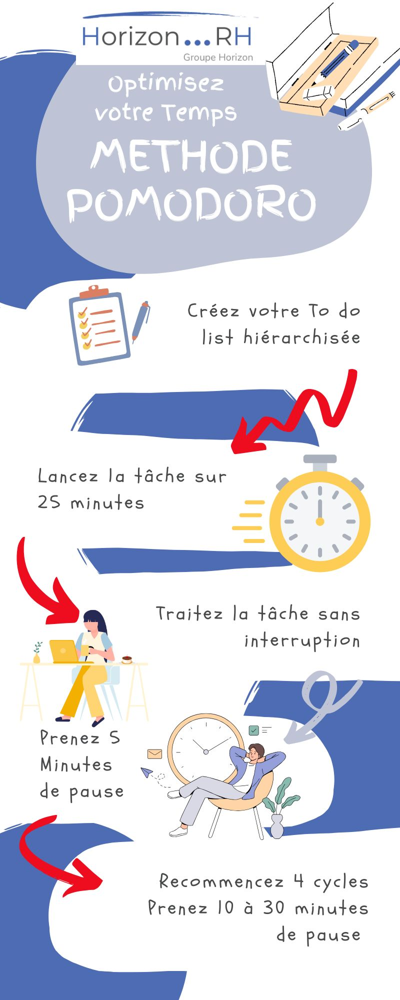 Horizon...RH
Groupe Horizon
Optimisez
votre Temps
METHODE
POMODORO
Créez votre To do
list hiérarchisée
Lancez la tâche sur
25 minutes
Traitez la tâche sans
interruption
Prenez 5
Minutes
de pause
Recommencez 4 cycles
Prenez 10 à 30 minutes
de pause